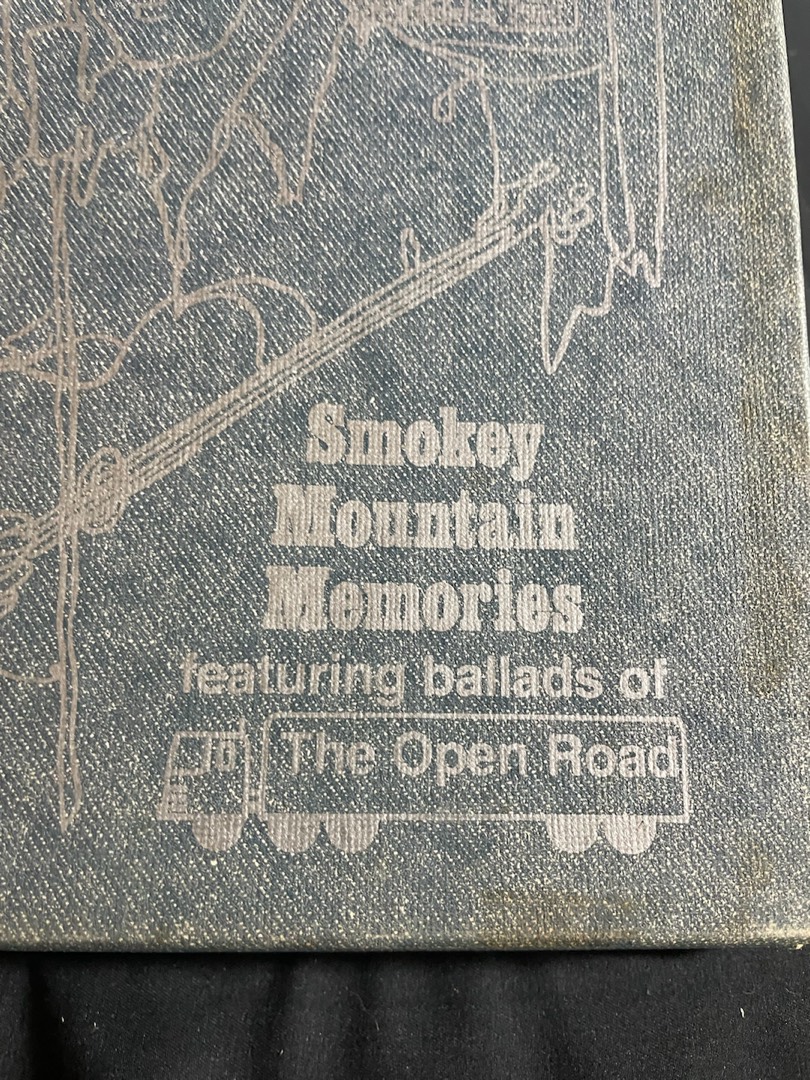 Smokey
Mountain
Memories
featuring ballads of
The Open Road